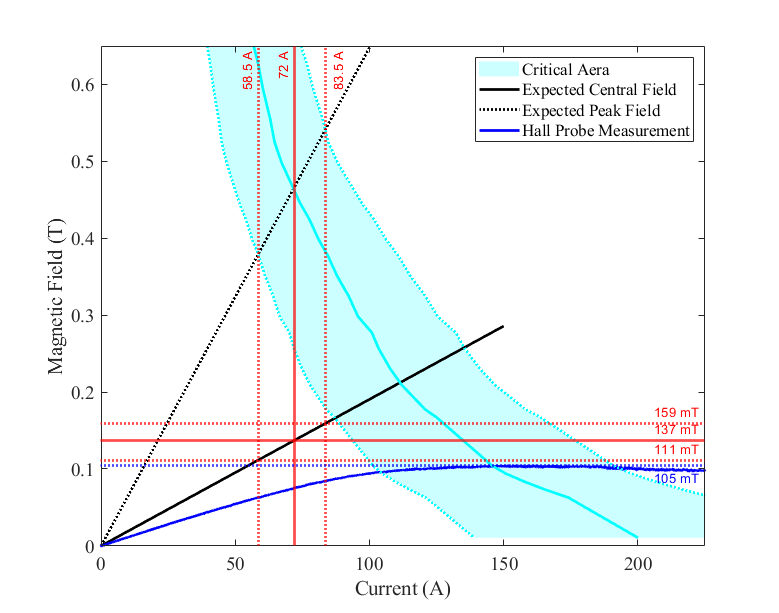 58.5 A
72 A
83.5 A
Critical Aera
Expected Central Field
Expected Peak Field
Hall Probe Measurement
0.6
0.5
0.4
0.3
0.2
0.1
0
Magnetic Field (T)
159 mT
137 mT
111 mT
105 mT
0
50
100
150
200
Current (A)